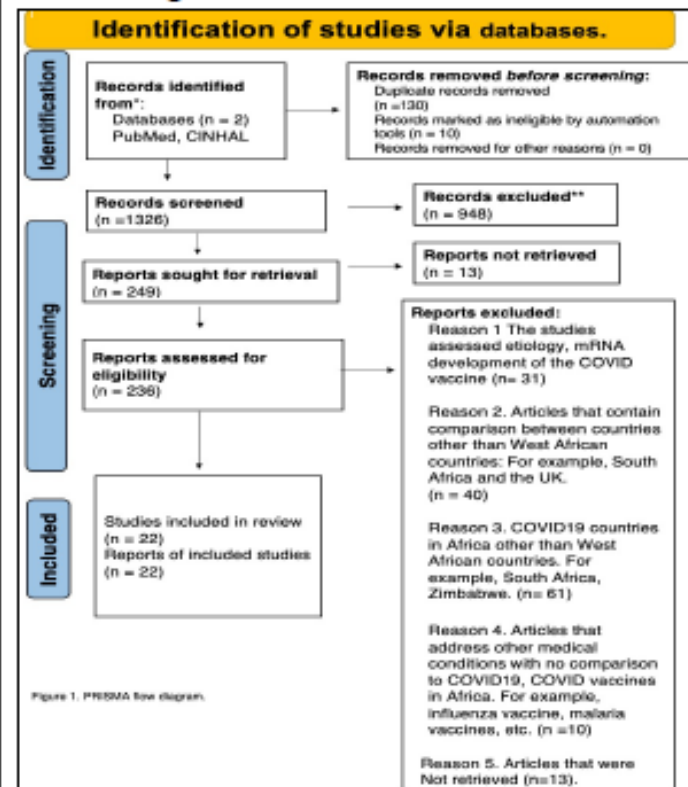 Identification of studies via databases.
Identification
Records identified
from*:
Databases (n = 2)
PubMed, CINHAL
Records removed before screening:
Duplicate records removed
(n =130)
Records marked as ineligible by automation
tools (n = 10)
Records removed for other reasons (n = 0)
Screening
Records screened
(n =1326)
Records excluded**
(n = 948)
Reports sought for retrieval
(n = 249)
Reports not retrieved
(n = 13)
Reports assessed for
eligibility
(n = 236)
Reports excluded:
Reason 1 The studies
assessed etiology, mRNA
development of the COVID
vaccine (n= 31)
Reason 2. Articles that contain
comparison between countries
other than West African
countries: For example, South
Africa and the UK.
(n = 40)
Reason 3. COVID19 countries
in Africa other than West
African countries. For
example, South Africa,
Zimbabwe. (n= 61)
Reason 4. Articles that
address other medical
conditions with no comparison
to COVID19, COVID vaccines
in Africa. For example,
influenza vaccine, malaria
vaccines, etc. (n =10)
Reason 5. Articles that were
Not retrieved (n=13).
Included
Studies included in review
(n = 22)
Reports of included studies
(n = 22)
Figure 1. PRISMA flow diagram.